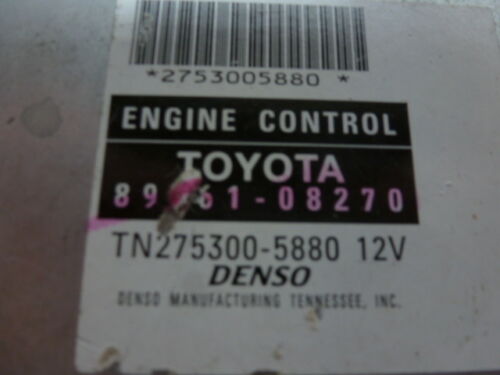 *2753005880 *
ENGINE CONTROL
TOYOTA
TN275300-5880 12V
DENSO
DENSO MANUFACTURING TENNESSEE, INC.